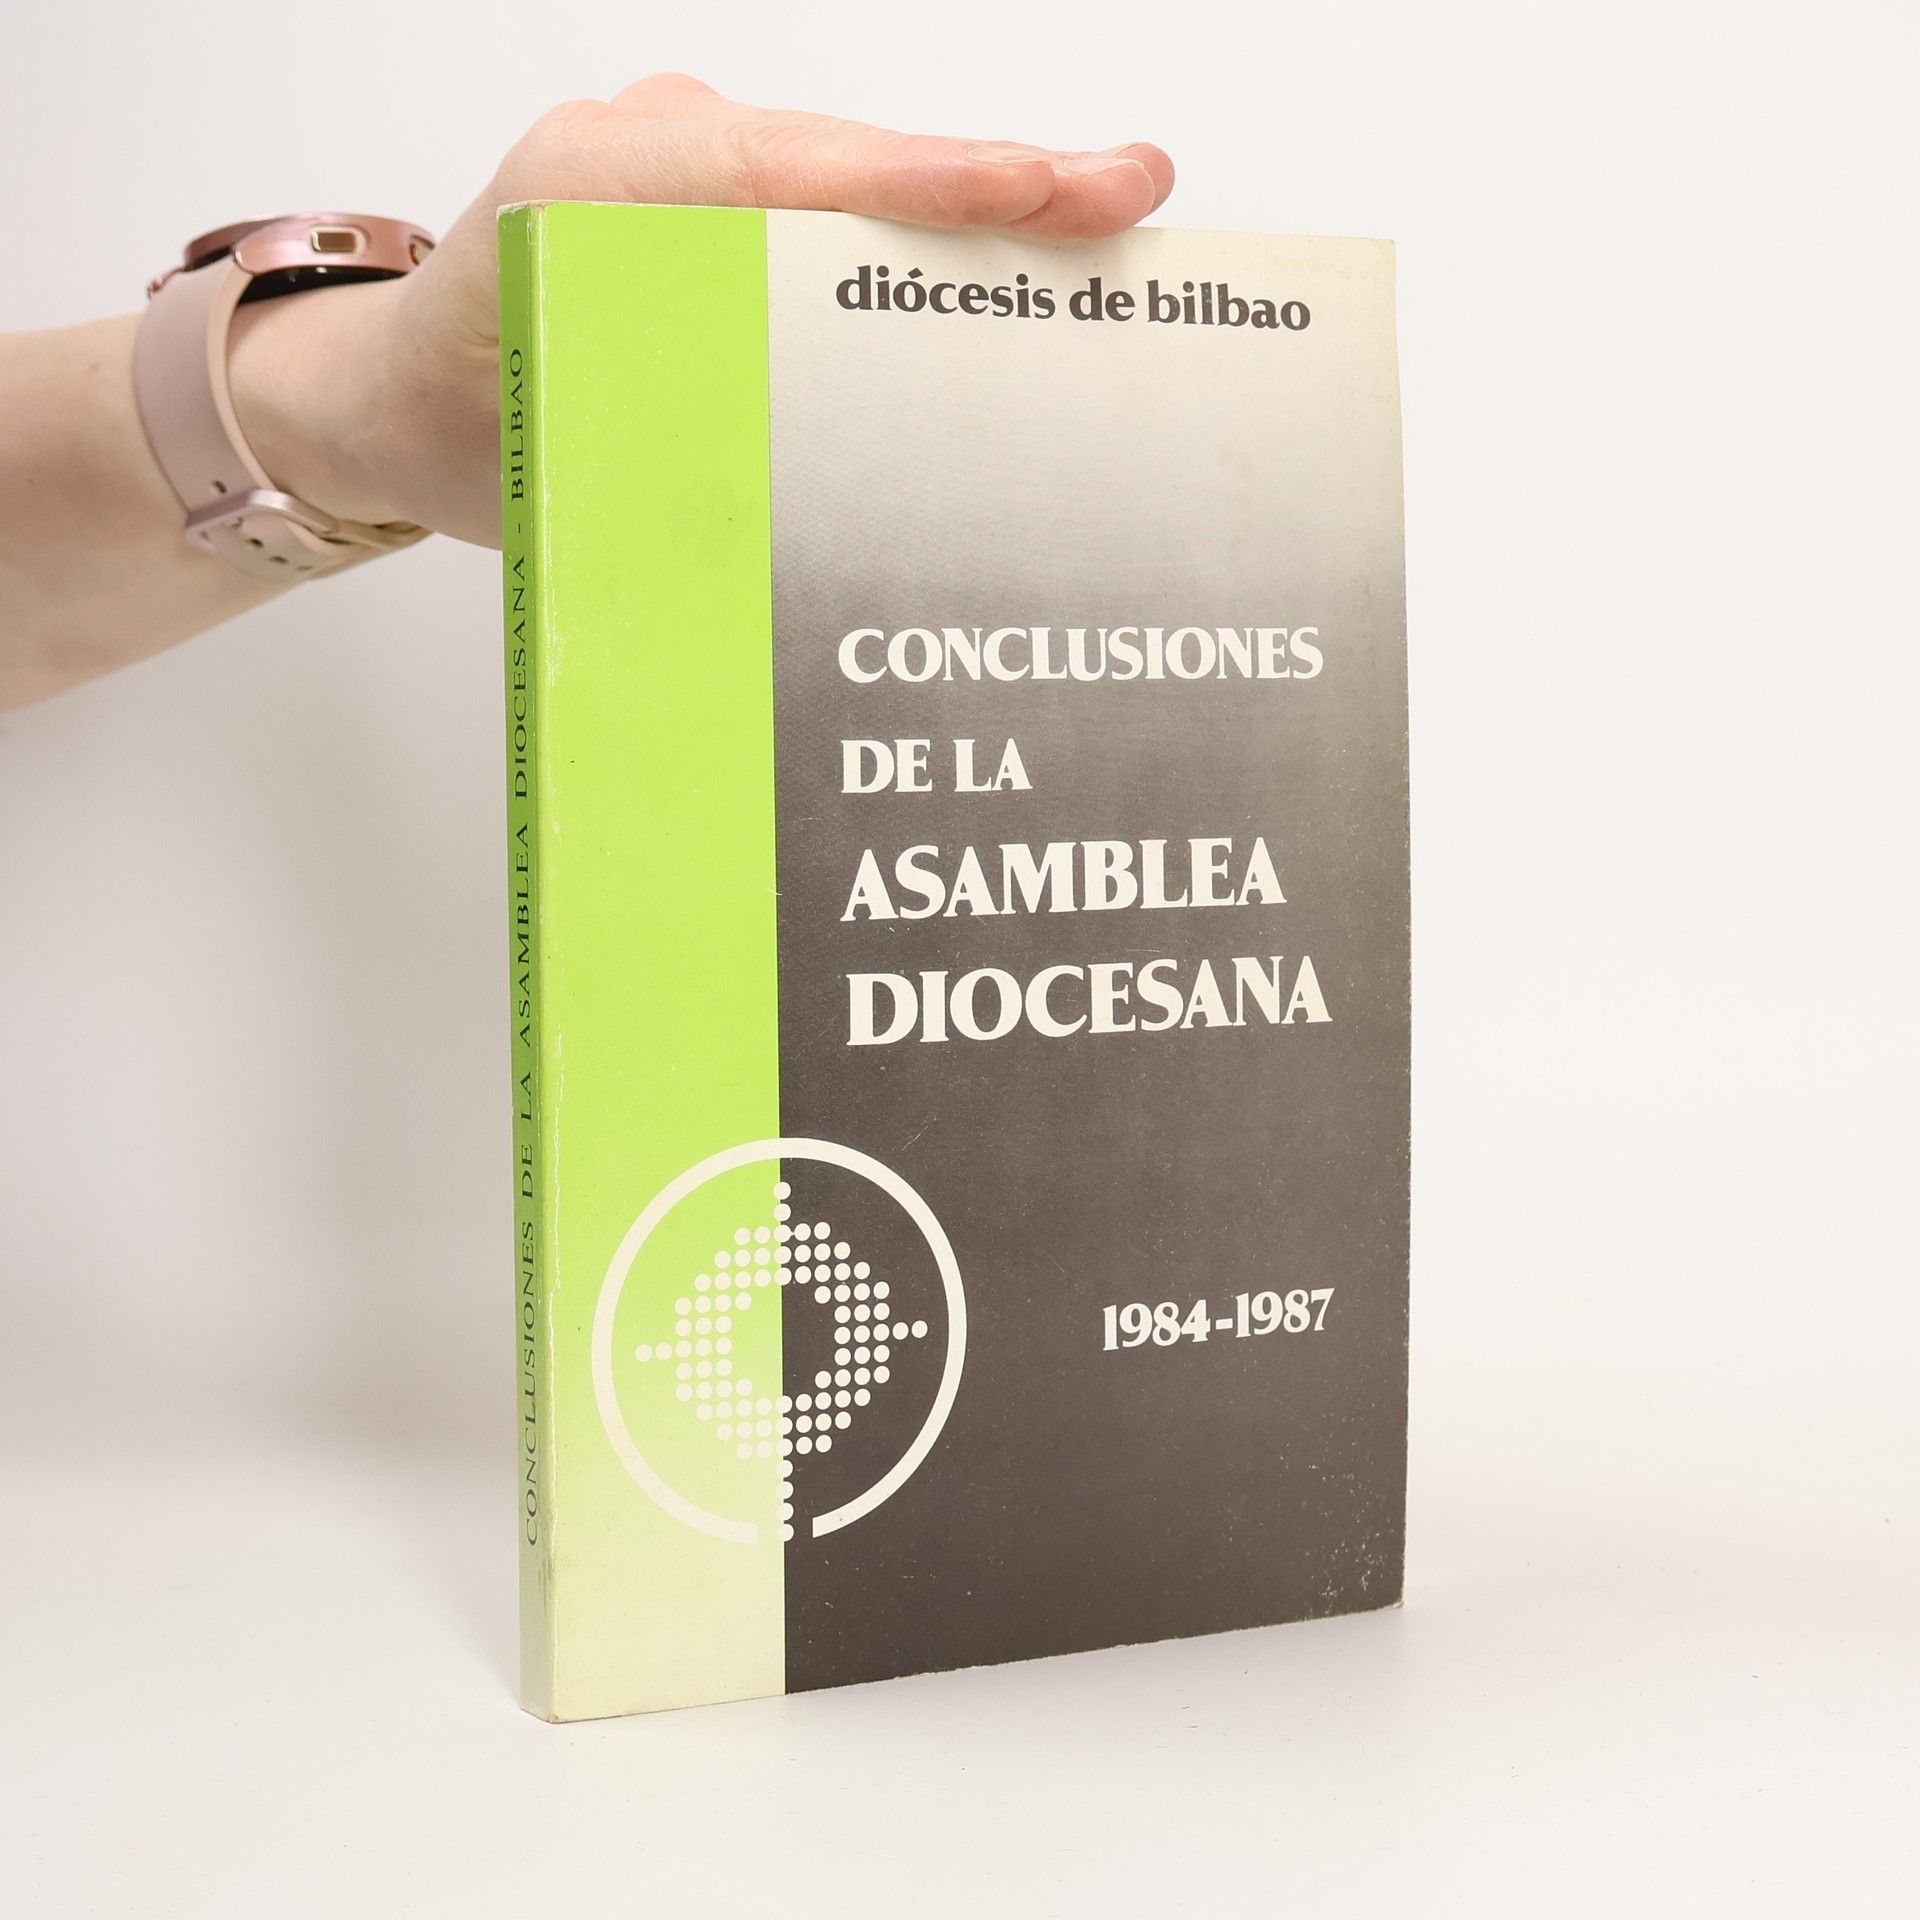 diócesis de bilbao
CONCLUSIONES
DE LA
ASAMBLEA
DIOCESANA
1984-1987
CONCLUSIONES DE LA ASAMBLEA DIOCESANA - BILBAO